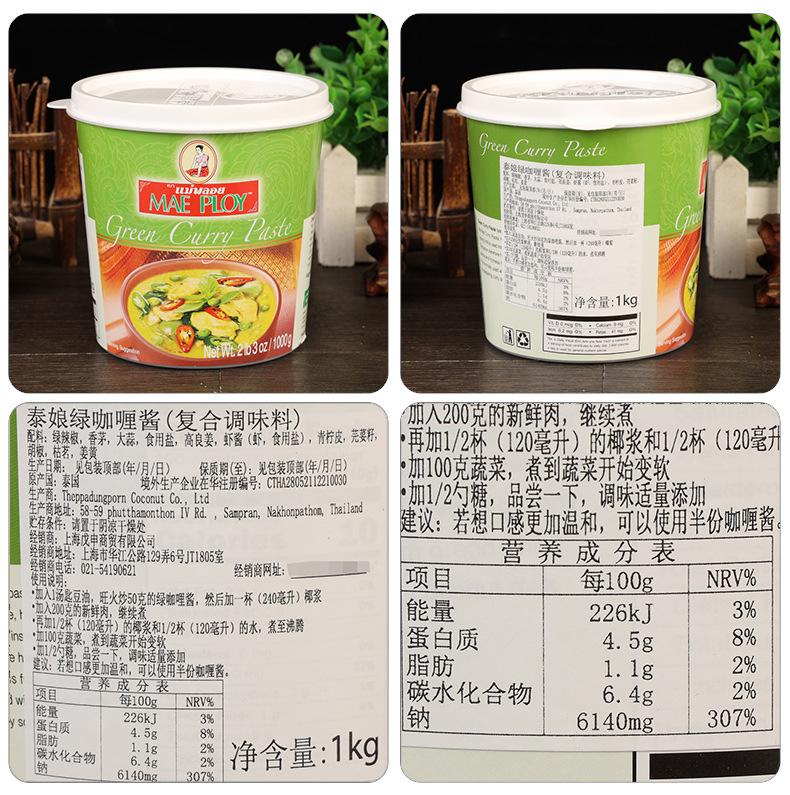 ตรา แม่พลอย
MAE PLOY™
Green Curry Paste
Serving Suggestion
Net Wt. 2 lb 3 oz / 1000g
Green Curry Paste
泰娘绿咖喱酱(复合调味料)
净含量:1kg
泰娘绿咖喱酱(复合调味料)
配料: 绿辣椒, 香茅, 大蒜, 食用盐, 高良姜, 虾酱(虾, 食用盐), 青柠皮, 芫荽籽,
胡椒, 枯茗, 姜黄
生产日期: 见包装顶部(年/月/日) 保质期(至): 见包装顶部(年/月/日)
原产国: 泰国 境外生产企业在华注册编号: CTHA28052112210030
生产商: Theppadungporn Coconut Co., Ltd
生产商地址: 58-59 phutthamonthon IV Rd. , Sampran, Nakhonpathom, Thailand
贮存条件: 请置于阴凉干燥处
经销商: 上海戊申商贸有限公司
经销商地址: 上海市华江公路129弄6号JT1805室
经销商电话: 021-54190621 经销商网址:
使用说明:
·加入1汤匙豆油, 旺火炒50克的绿咖喱酱, 然后加一杯(240毫升)椰浆
·加入200克的新鲜肉, 继续煮
·再加1/2杯(120毫升)的椰浆和1/2杯(120毫升)的水, 煮至沸腾
·加100克蔬菜, 煮到蔬菜开始变软
·加1/2勺糖, 品尝一下, 调味适量添加
建议: 若想口感更加温和, 可以使用半份咖喱酱。
营养成分表
项目 每100g NRV%
能量 226kJ 3%
蛋白质 4.5g 8%
脂肪 1.1g 2%
碳水化合物 6.4g 2%
钠 6140mg 307%
净含量:1kg
加入200克的新鲜肉, 继续煮
·再加1/2杯(120毫升)的椰浆和1/2杯(120毫升
·加100克蔬菜, 煮到蔬菜开始变软
·加1/2勺糖, 品尝一下, 调味适量添加
建议: 若想口感更加温和, 可以使用半份咖喱酱。
营养成分表
项目 每100g NRV%
能量 226kJ 3%
蛋白质 4.5g 8%
脂肪 1.1g 2%
碳水化合物 6.4g 2%
钠 6140mg 307%